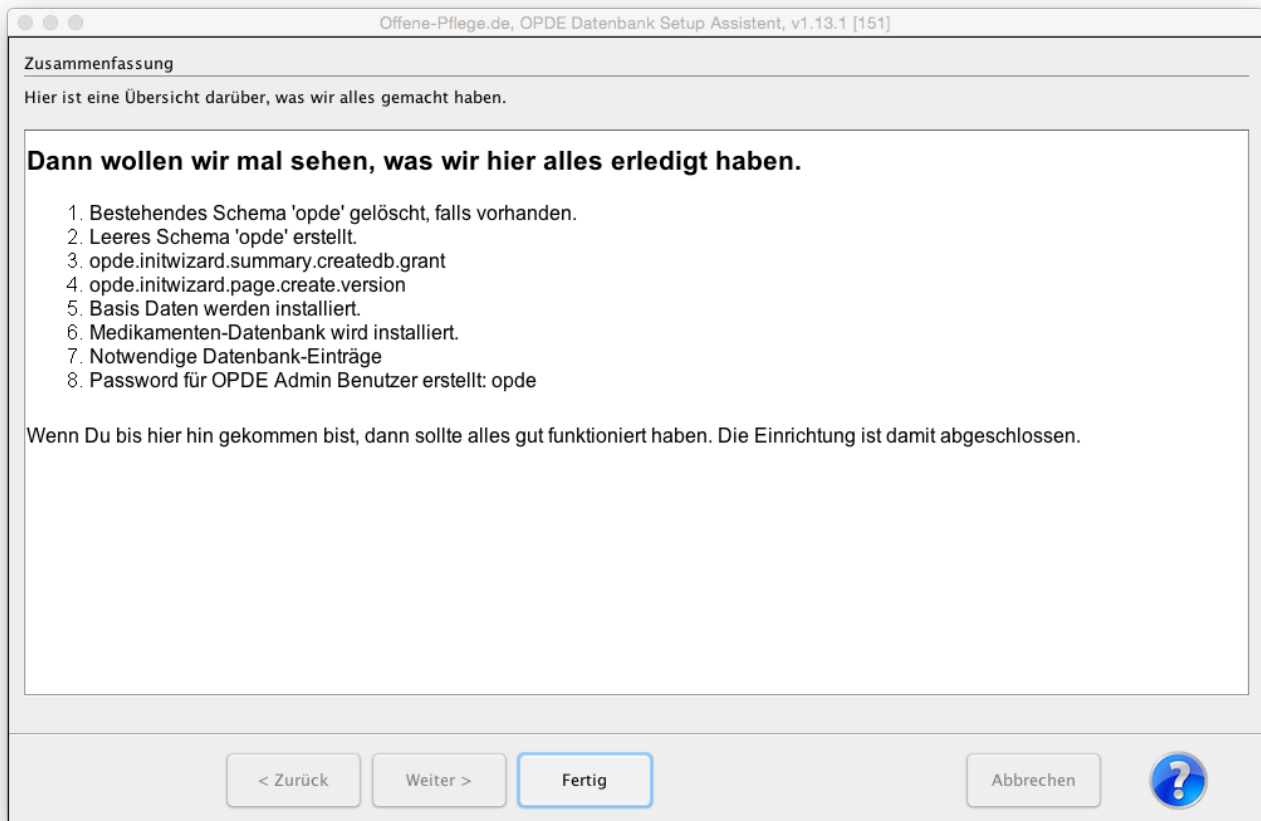 Offene-Pflege.de, OPDE Datenbank Setup Assistent, v1.13.1 [151]
Zusammenfassung
Hier ist eine Übersicht darüber, was wir alles gemacht haben.
Dann wollen wir mal sehen, was wir hier alles erledigt haben.
1. Bestehendes Schema 'opde' gelöscht, falls vorhanden.
2. Leeres Schema 'opde' erstellt.
3. opde.initwizard.summary.createdb.grant
4. opde.initwizard.page.create.version
5. Basis Daten werden installiert.
6. Medikamenten-Datenbank wird installiert.
7. Notwendige Datenbank-Einträge
8. Password für OPDE Admin Benutzer erstellt: opde
Wenn Du bis hier hin gekommen bist, dann sollte alles gut funktioniert haben. Die Einrichtung ist damit abgeschlossen.
< Zurück Weiter > Fertig Abbrechen ?